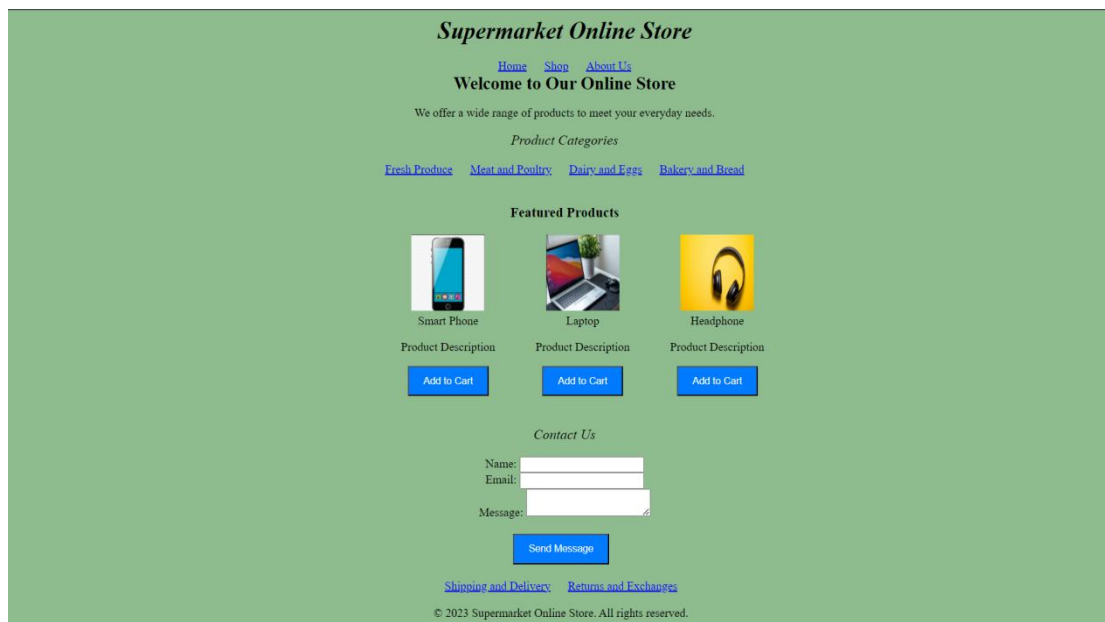 Supermarket Online Store
Home Shop About Us
Welcome to Our Online Store
We offer a wide range of products to meet your everyday needs.
Product Categories
Fresh Produce Meat and Poultry Dairy and Eggs Bakery and Bread
Featured Products
Smart Phone Laptop Headphone
Product Description Product Description Product Description
Add to Cart Add to Cart Add to Cart
Contact Us
Name:
Email:
Message:
Send Message
Shipping and Delivery Returns and Exchanges
© 2023 Supermarket Online Store. All rights reserved.